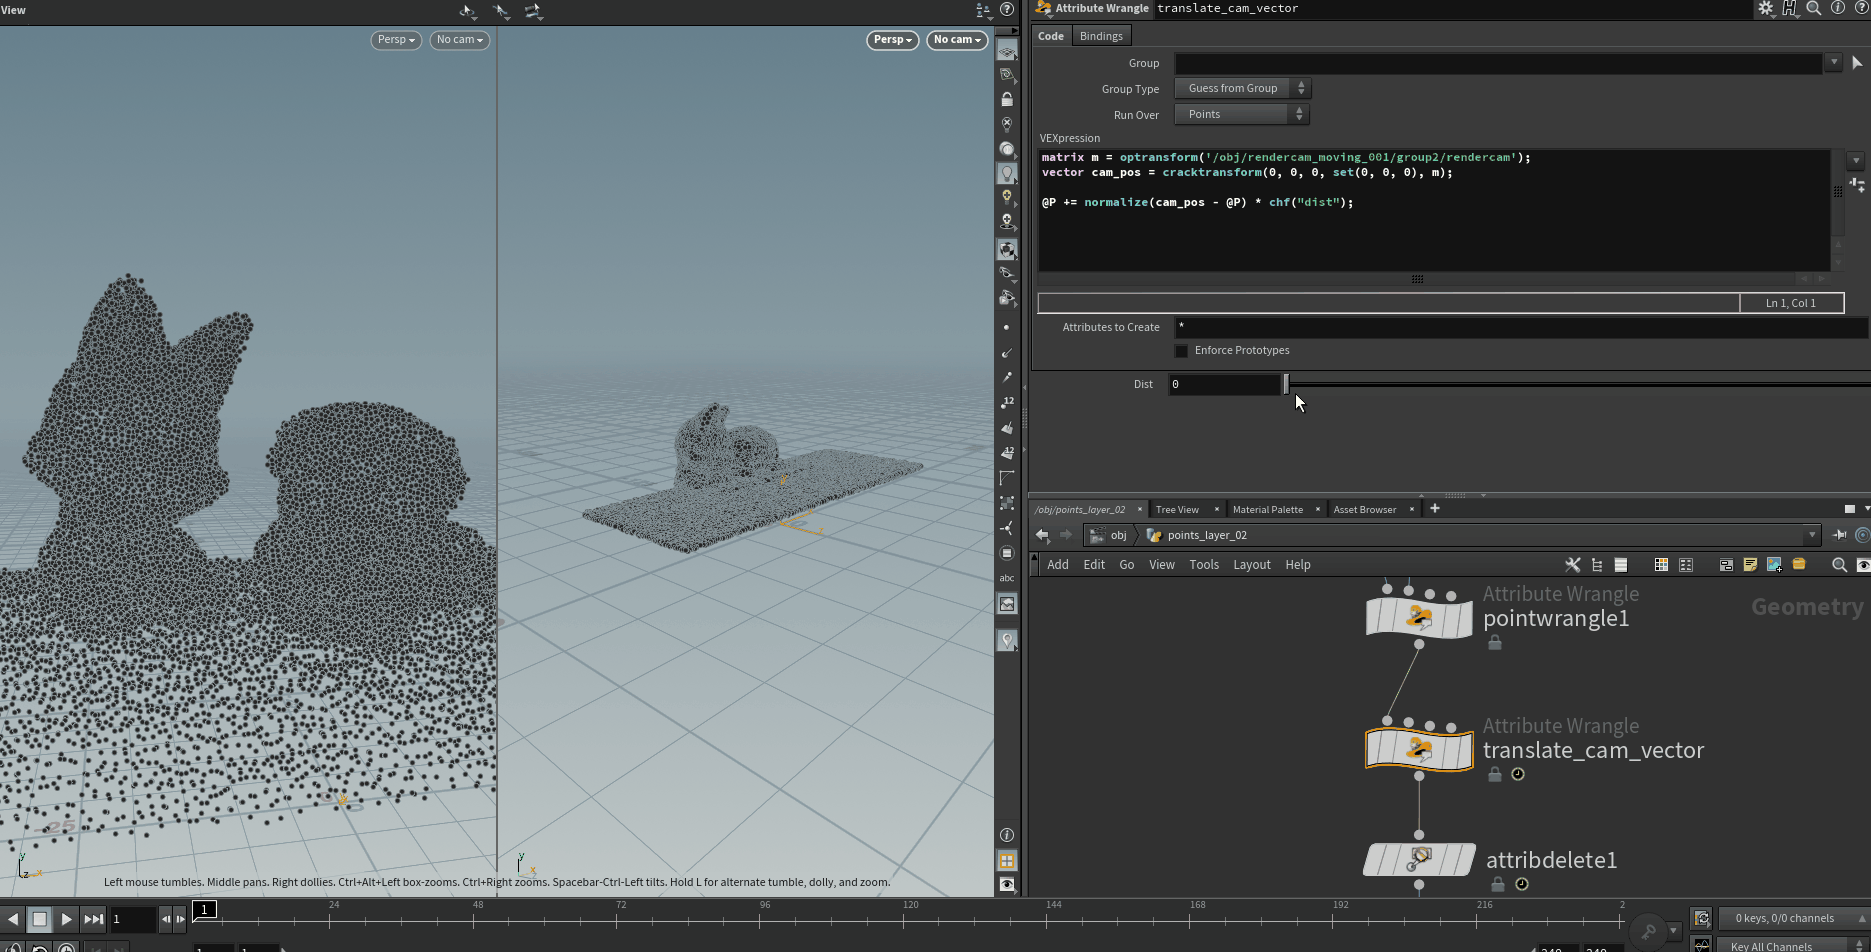 View
Persp
No cam
Persp
No cam
Attribute Wrangle translate_cam_vector
Code Bindings
Group
Group Type Guess from Group
Run Over Points
VEXpression
matrix m = optransform('/obj/rendercam_moving_001/group2/rendercam');
vector cam_pos = cracktransform(0, 0, 0, set(0, 0, 0), m);
@P += normalize(cam_pos - @P) * chf("dist");
Ln 1, Col 1
Attributes to Create *
Enforce Prototypes
Dist 0
12
12
abc
/obj/points_layer_02 × Tree View × Material Palette × Asset Browser × +
obj points_layer_02
Add Edit Go View Tools Layout Help
Geometry
Attribute Wrangle
pointwrangle1
Attribute Wrangle
translate_cam_vector
attribdelete1
-25
y
z x
y
x
Left mouse tumbles. Middle pans. Right dollies. Ctrl+Alt+Left box-zooms. Ctrl+Right zooms. Spacebar-Ctrl-Left tilts. Hold L for alternate tumble, dolly, and zoom.
1
1
24 48 72 96 120 144 168 192 216 2
0 keys, 0/0 channels
Key All Channels